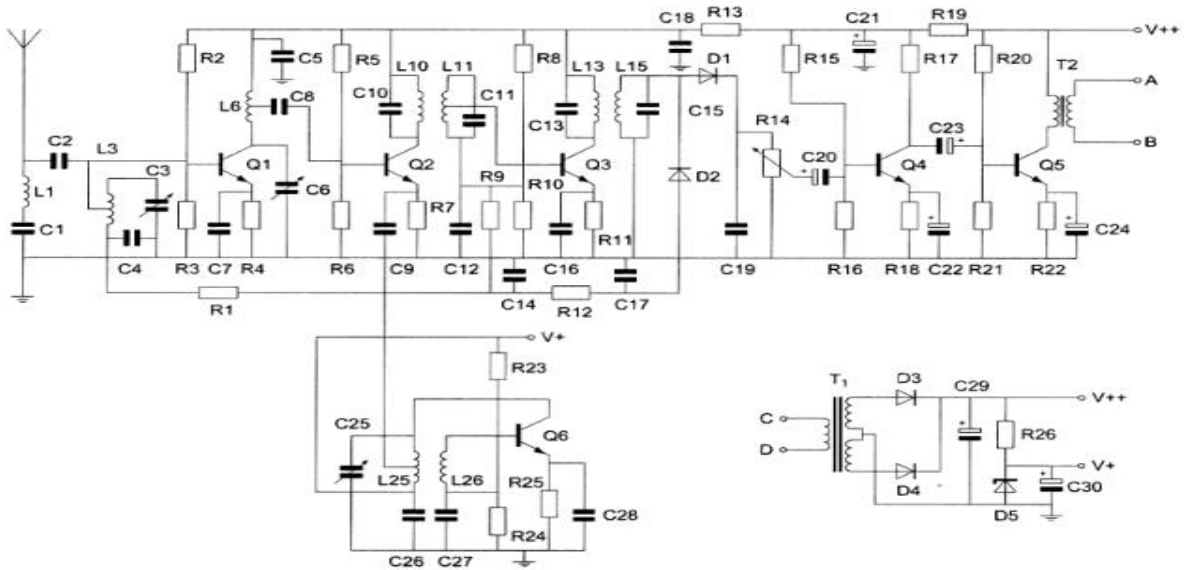 C18 R13 C21 R19
V++
R2 C5 R5 L10 L11 R8 L13 L15 D1 R15 R17 R20 T2
A
C8 C10 C11 C15
L6 C13 R14 C23
C2 L3 B
C3 Q1 Q2 Q3 D2 C20 Q4 Q5
L1 C6 R9 R10
C1 R7 R11 C24
C4 R3 C7 R4 R6 C9 C12 C16 C19 R16 R18 C22 R21 R22
C14 C17
R1 R12
V+
R23
C25 Q6
L25 L26 R25
C28
R24
C26 C27
T1 D3 C29
V++
C
R26
D
V+
D4 C30
D5